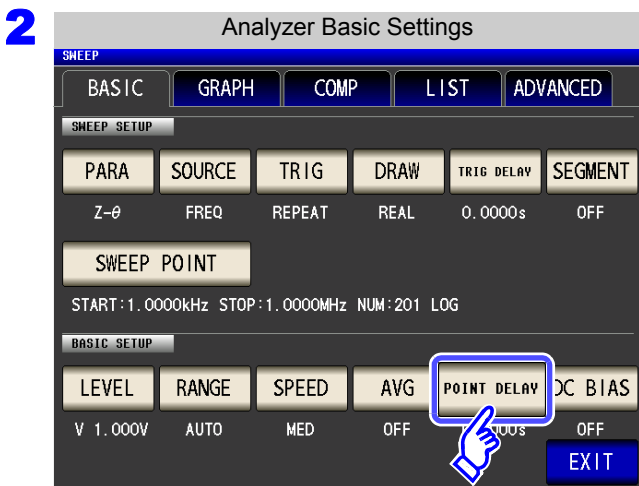 2
Analyzer Basic Settings
SWEEP
BASIC GRAPH COMP LIST ADVANCED
SWEEP SETUP
PARA SOURCE TRIG DRAW TRIG DELAY SEGMENT
Z-θ FREQ REPEAT REAL 0.0000s OFF
SWEEP POINT
START:1.0000kHz STOP:1.0000MHz NUM:201 LOG
BASIC SETUP
LEVEL RANGE SPEED AVG POINT DELAY DC BIAS
V 1.000V AUTO MED OFF OFF
EXIT